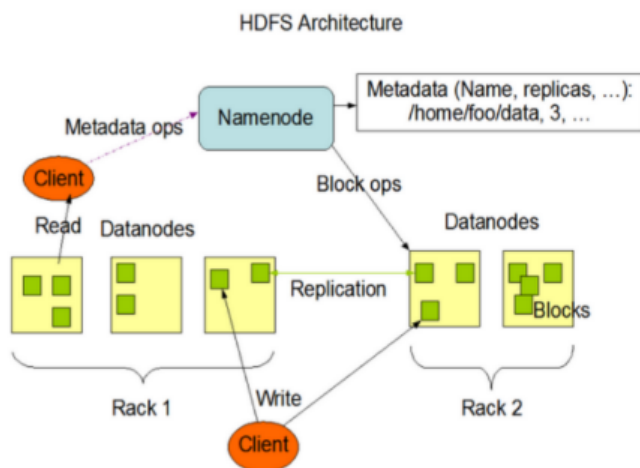 HDFS Architecture
Metadata (Name, replicas, …):
/home/foo/data, 3, …
Namenode
Metadata ops
Client
Block ops
Read
Datanodes
Datanodes
Replication
Blocks
Rack 1
Write
Rack 2
Client